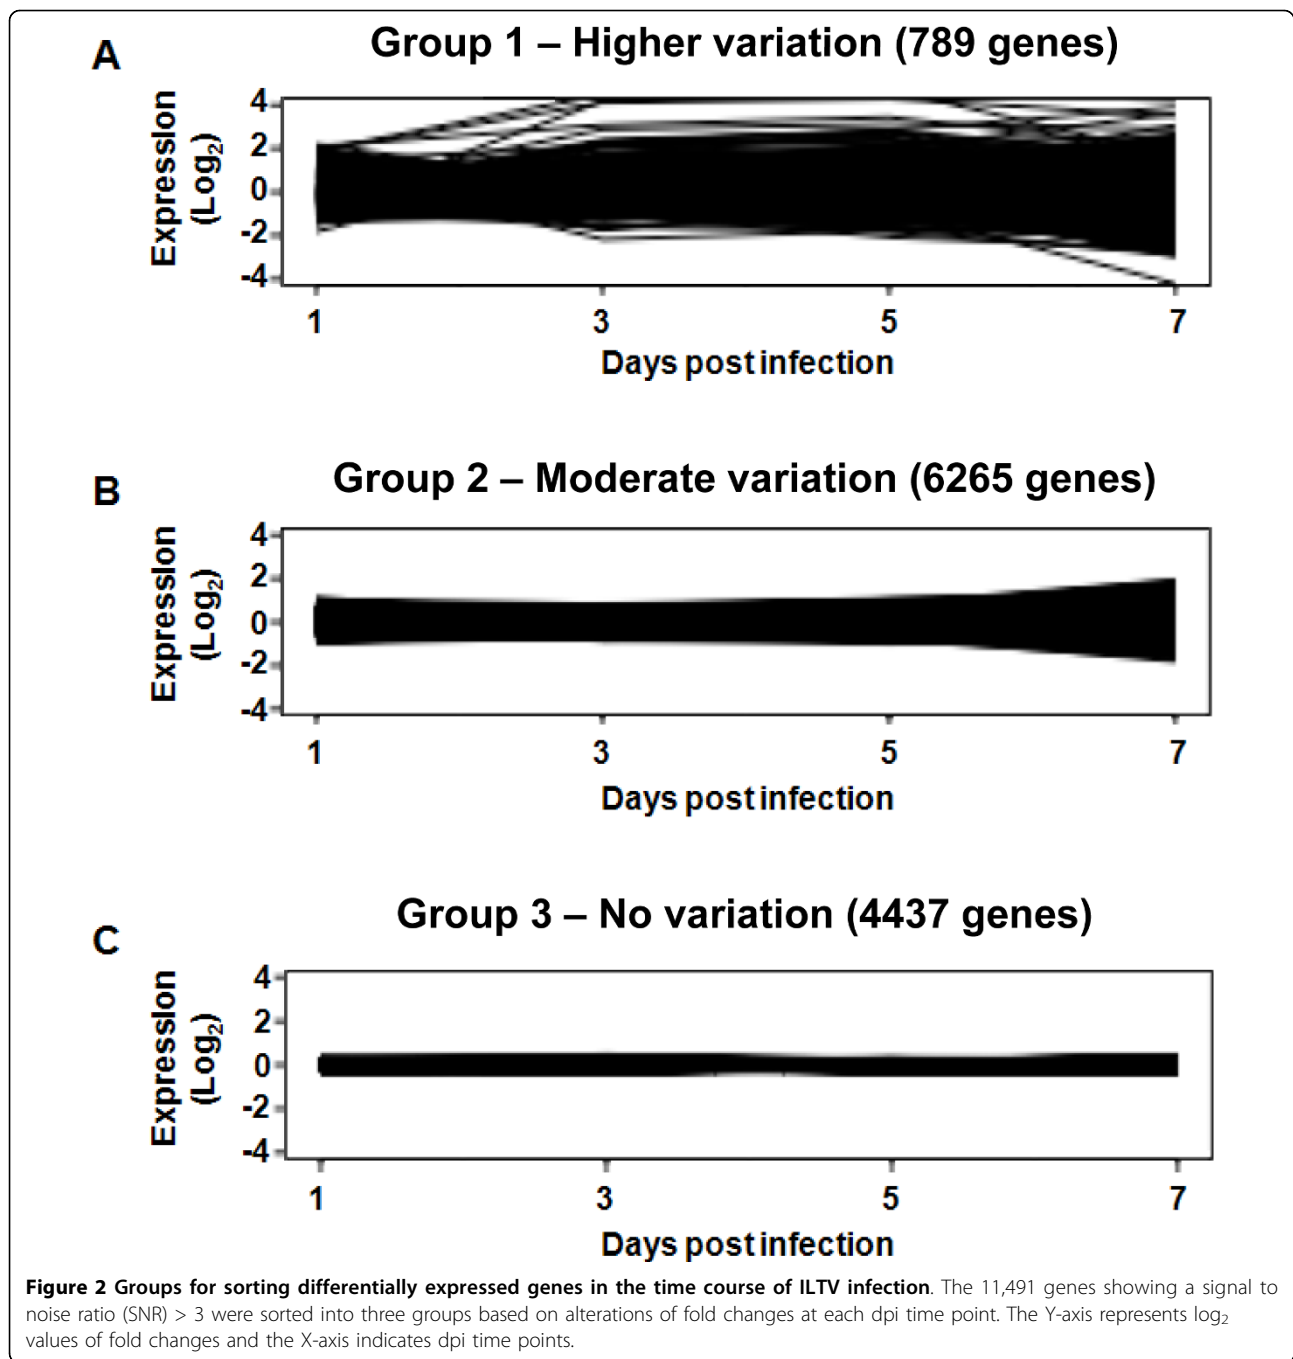 A
Group 1 – Higher variation (789 genes)
Expression
(Log₂)
4
2
0
-2
-4
1 3 5 7
Days post infection
B
Group 2 – Moderate variation (6265 genes)
Expression
(Log₂)
4
2
0
-2
-4
1 3 5 7
Days post infection
C
Group 3 – No variation (4437 genes)
Expression
(Log₂)
4
2
0
-2
-4
1 3 5 7
Days post infection
Figure 2 Groups for sorting differentially expressed genes in the time course of ILTV infection. The 11,491 genes showing a signal to
noise ratio (SNR) > 3 were sorted into three groups based on alterations of fold changes at each dpi time point. The Y-axis represents log₂
values of fold changes and the X-axis indicates dpi time points.